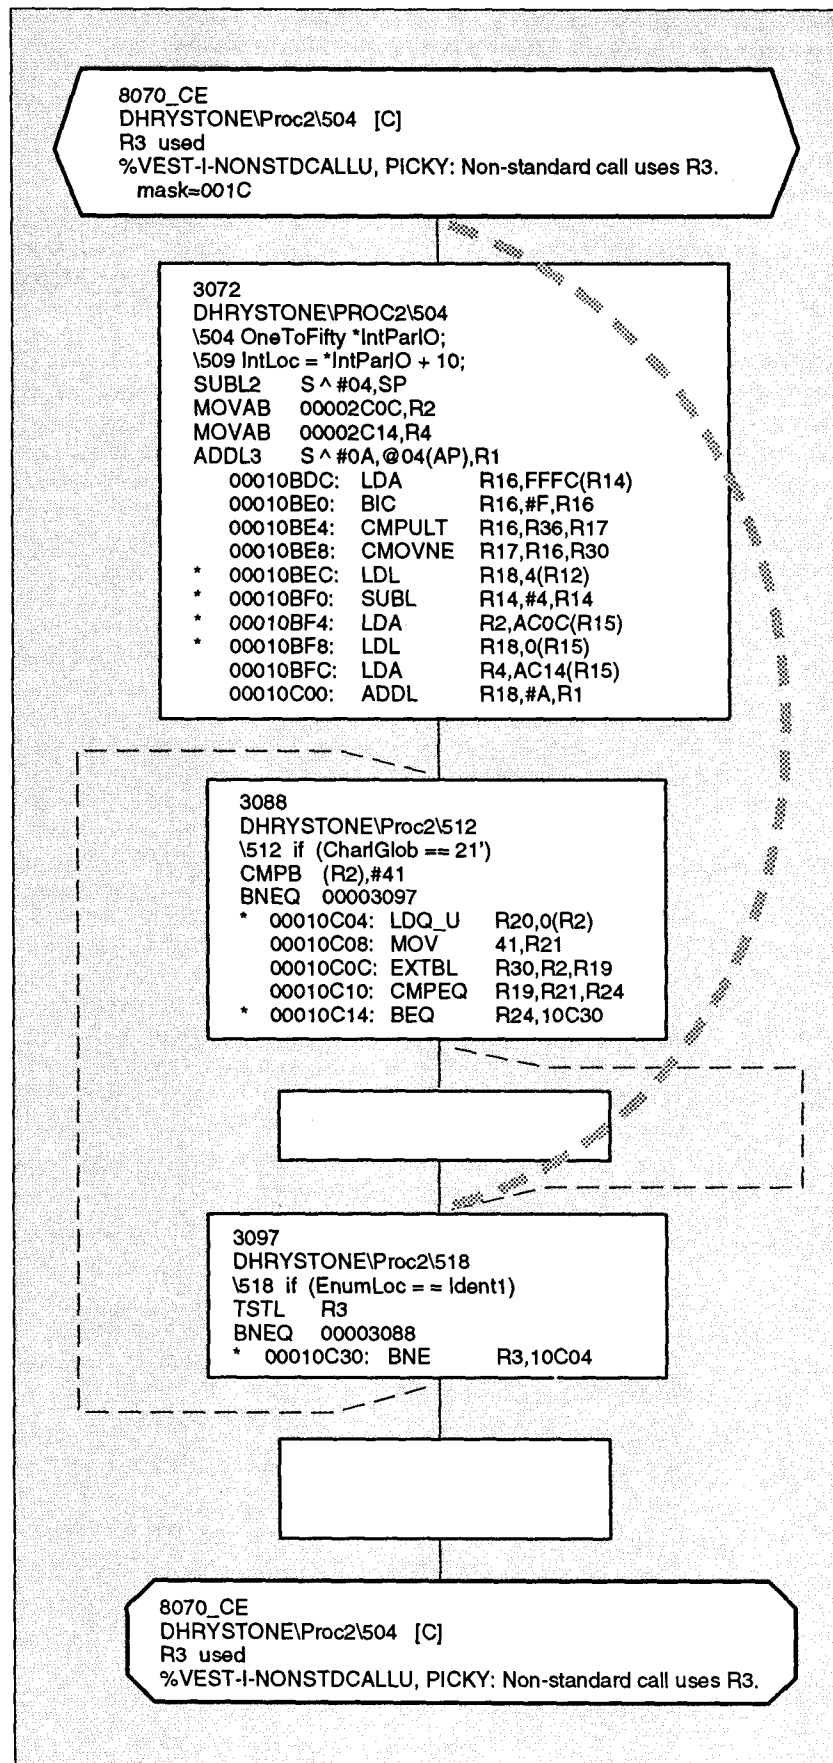 8070_CE
DHRYSTONE\Proc2\504 [C]
R3 used
%VEST-I-NONSTDCALLU, PICKY: Non-standard call uses R3.
mask=001C
3072
DHRYSTONE\PROC2\504
\504 OneToFifty *IntParIO;
\509 IntLoc = *IntParIO + 10;
SUBL2 S^#04,SP
MOVAB 00002C0C,R2
MOVAB 00002C14,R4
ADDL3 S^#0A,@04(AP),R1
00010BDC: LDA R16,FFFC(R14)
00010BE0: BIC R16,#F,R16
00010BE4: CMPULT R16,R36,R17
00010BE8: CMOVNE R17,R16,R30
* 00010BEC: LDL R18,4(R12)
* 00010BF0: SUBL R14,#4,R14
* 00010BF4: LDA R2,AC0C(R15)
* 00010BF8: LDL R18,0(R15)
00010BFC: LDA R4,AC14(R15)
00010C00: ADDL R18,#A,R1
3088
DHRYSTONE\Proc2\512
\512 if (CharlGlob == 21')
CMPB (R2),#41
BNEQ 00003097
* 00010C04: LDQ_U R20,0(R2)
00010C08: MOV 41,R21
00010C0C: EXTBL R30,R2,R19
00010C10: CMPEQ R19,R21,R24
* 00010C14: BEQ R24,10C30
3097
DHRYSTONE\Proc2\518
\518 if (EnumLoc = = Ident1)
TSTL R3
BNEQ 00003088
* 00010C30: BNE R3,10C04
8070_CE
DHRYSTONE\Proc2\504 [C]
R3 used
%VEST-I-NONSTDCALLU, PICKY: Non-standard call uses R3.